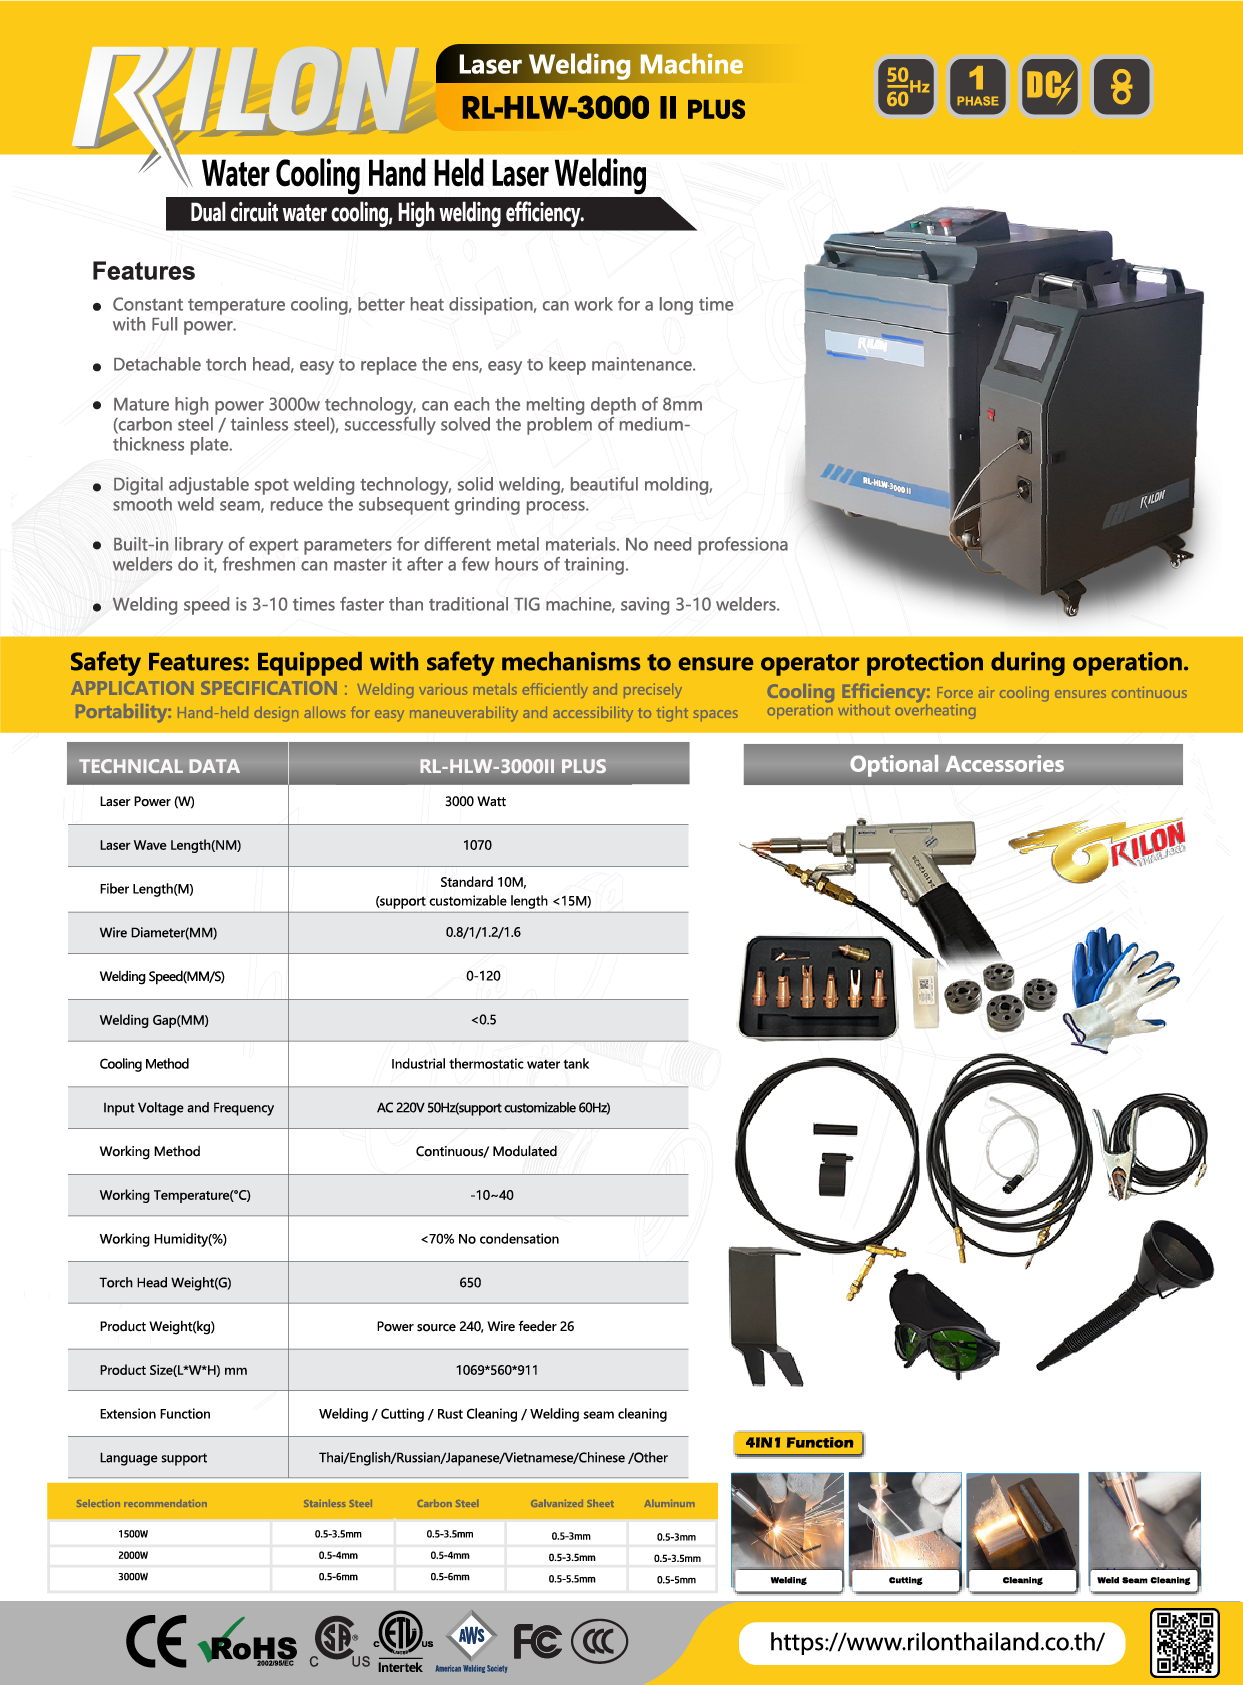 RILON
Laser Welding Machine
RL-HLW-3000 II PLUS
50
60 Hz
1
PHASE
DC
Water Cooling Hand Held Laser Welding
Dual circuit water cooling, High welding efficiency.
Features
● Constant temperature cooling, better heat dissipation, can work for a long time
with Full power.
● Detachable torch head, easy to replace the ens, easy to keep maintenance.
● Mature high power 3000w technology, can each the melting depth of 8mm
(carbon steel / tainless steel), successfully solved the problem of medium-
thickness plate.
● Digital adjustable spot welding technology, solid welding, beautiful molding,
smooth weld seam, reduce the subsequent grinding process.
● Built-in library of expert parameters for different metal materials. No need professiona
welders do it, freshmen can master it after a few hours of training.
● Welding speed is 3-10 times faster than traditional TIG machine, saving 3-10 welders.
RILON
RL-HLW-3000 II
RILON
Safety Features: Equipped with safety mechanisms to ensure operator protection during operation.
APPLICATION SPECIFICATION : Welding various metals efficiently and precisely
Portability: Hand-held design allows for easy maneuverability and accessibility to tight spaces
Cooling Efficiency: Force air cooling ensures continuous
operation without overheating
TECHNICAL DATA RL-HLW-3000II PLUS
Laser Power (W) 3000 Watt
Laser Wave Length(NM) 1070
Fiber Length(M) Standard 10M,
(support customizable length <15M)
Wire Diameter(MM) 0.8/1/1.2/1.6
Welding Speed(MM/S) 0-120
Welding Gap(MM) <0.5
Cooling Method Industrial thermostatic water tank
Input Voltage and Frequency AC 220V 50Hz(support customizable 60Hz)
Working Method Continuous/ Modulated
Working Temperature(°C) -10~40
Working Humidity(%) <70% No condensation
Torch Head Weight(G) 650
Product Weight(kg) Power source 240, Wire feeder 26
Product Size(L*W*H) mm 1069*560*911
Extension Function Welding / Cutting / Rust Cleaning / Welding seam cleaning
Language support Thai/English/Russian/Japanese/Vietnamese/Chinese /Other
Selection recommendation Stainless Steel Carbon Steel Galvanized Sheet Aluminum
1500W 0.5-3.5mm 0.5-3.5mm 0.5-3mm 0.5-3mm
2000W 0.5-4mm 0.5-4mm 0.5-3.5mm 0.5-3.5mm
3000W 0.5-6mm 0.5-6mm 0.5-5.5mm 0.5-5mm
Optional Accessories
RILON
THAILAND
4IN1 Function
Welding Cutting Cleaning Weld Seam Cleaning
CE
RoHS
2002/95/EC
C SA ® US
C ETL US
Intertek
AWS
American Welding Society
FC
CCC
https://www.rilonthailand.co.th/